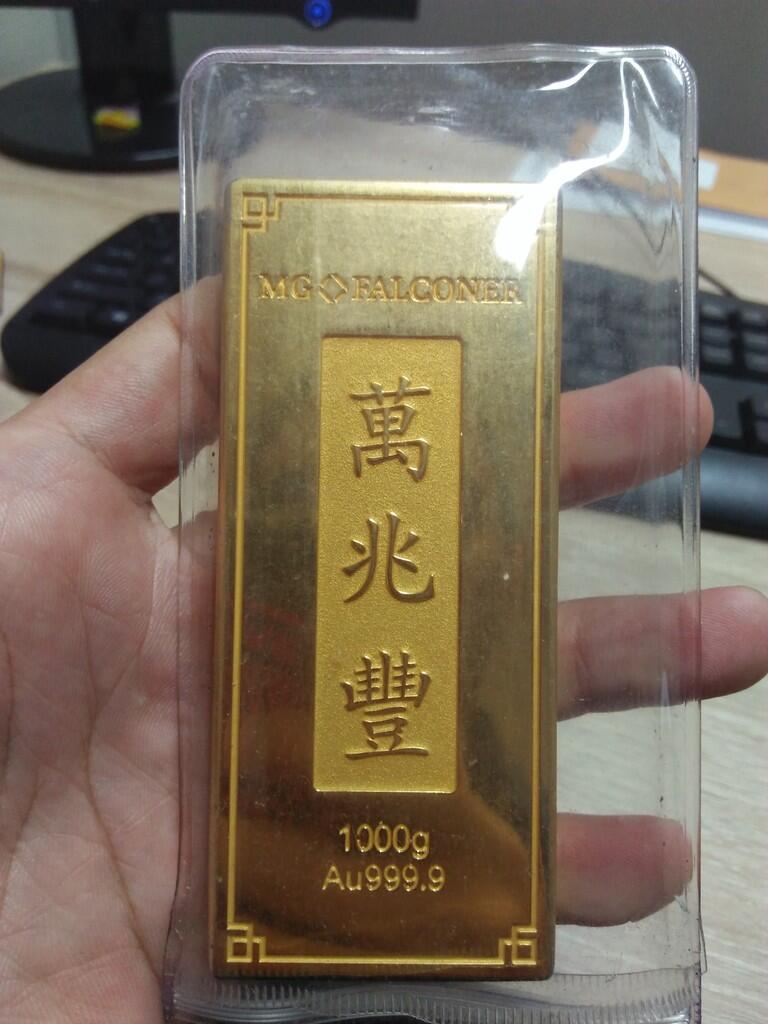 MG FALCONER
萬
兆
豐
1000g
Au999.9